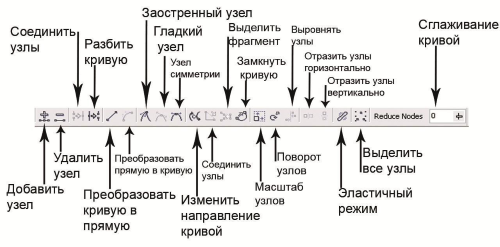 Заостренный узел
Соединить
узлы
Разбить
кривую
Гладкий
узел
Узел
симметрии
Выделить
фрагмент
Замкнуть
кривую
Выровнять
узлы
Отразить узлы
горизонтально
Отразить узлы
вертикально
Сглаживание
кривой
Reduce Nodes 0
Добавить
узел
Удалить
узел
Преобразовать
кривую в
прямую
Преобразовать
прямую в кривую
Изменить
направление
кривой
Соединить
узлы
Масштаб
узлов
Поворот
узлов
Эластичный
режим
Выделить
все узлы